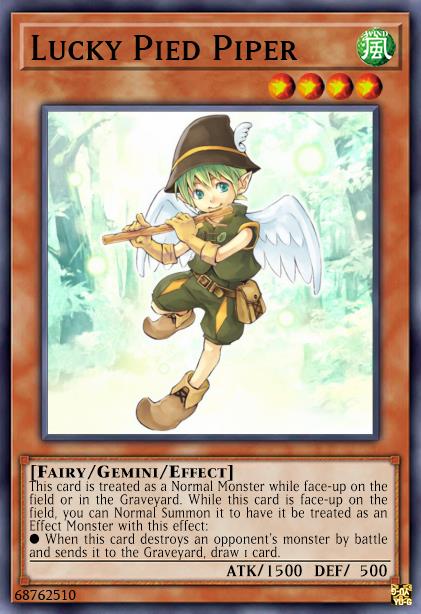 Lucky Pied Piper
WIND
風
[Fairy/Gemini/Effect]
This card is treated as a Normal Monster while face-up on the
field or in the Graveyard. While this card is face-up on the
field, you can Normal Summon it to have it be treated as an
Effect Monster with this effect:
● When this card destroys an opponent's monster by battle
and sends it to the Graveyard, draw 1 card.
ATK/1500 DEF/ 500
68762510